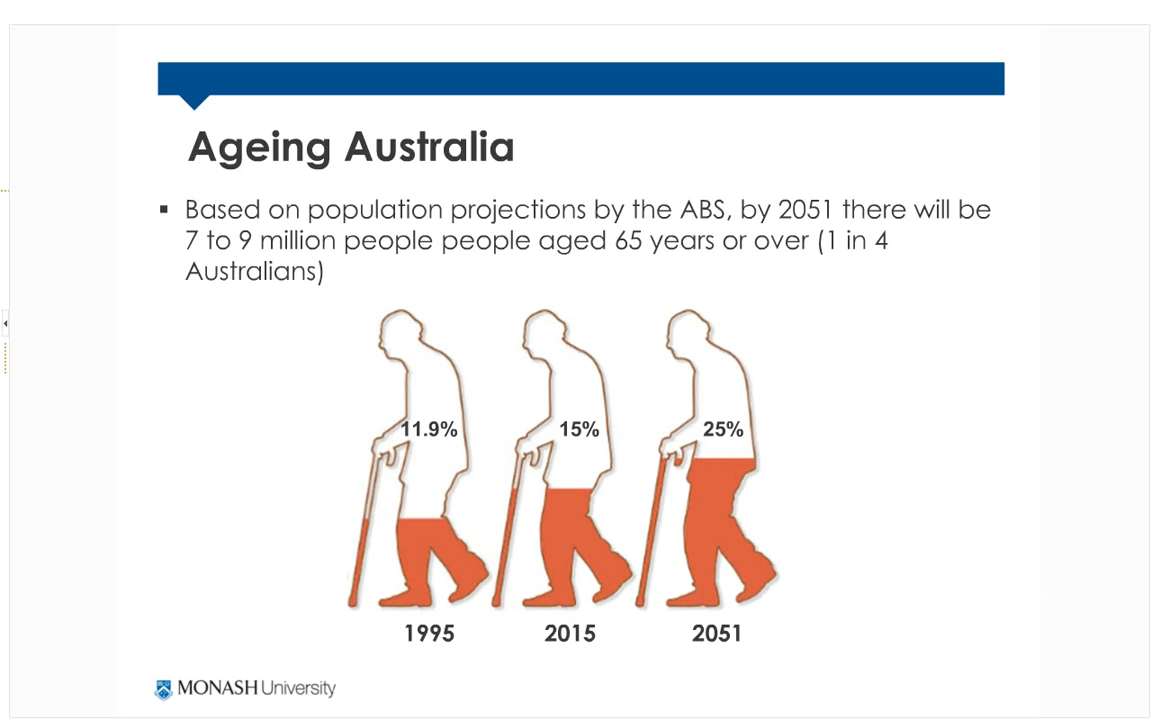 Ageing Australia
▪ Based on population projections by the ABS, by 2051 there will be
7 to 9 million people people aged 65 years or over (1 in 4
Australians)
11.9% 15% 25%
1995 2015 2051
MONASH University